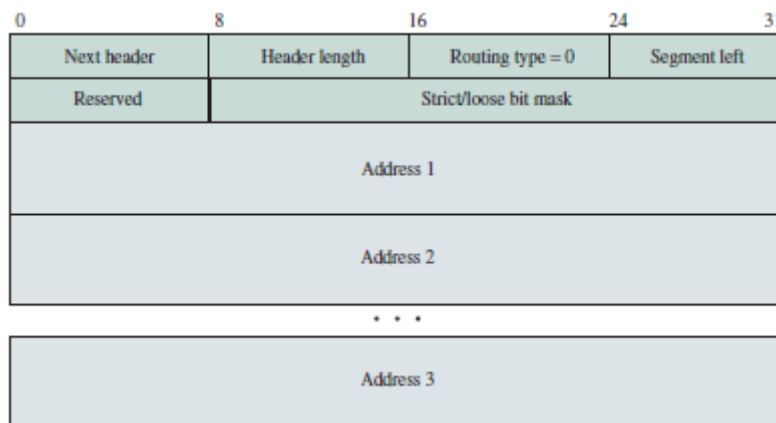 0 8 16 24 3
Next header Header length Routing type = 0 Segment left
Reserved Strict/loose bit mask
Address 1
Address 2
• • •
Address 3